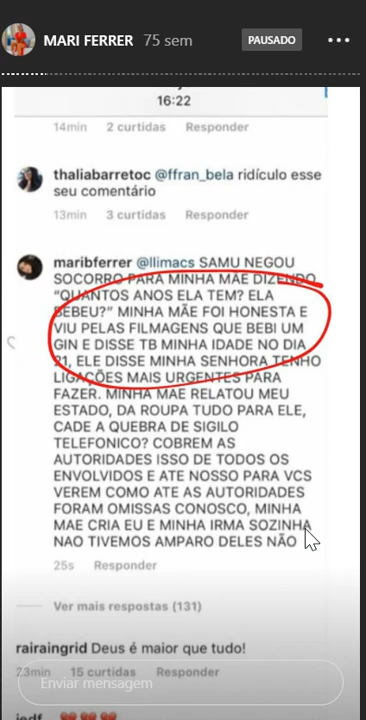 MARI FERRER 75 sem PAUSADO
16:22
14min 2 curtidas Responder
thaliabarretoc @ffran_bela ridículo esse
seu comentário
13min 3 curtidas Responder
maribferrer @llimacs SAMU NEGOU
SOCORRO PARA MINHA MAE DIZENDO
"QUANTOS ANOS ELA TEM? ELA
BEBEU?" MINHA MÃE FOI HONESTA E
VIU PELAS FILMAGENS QUE BEBI UM
GIN E DISSE TB MINHA IDADE NO DIA
21, ELE DISSE MINHA SENHORA TENHO
LIGAÇÕES MAIS URGENTES PARA
FAZER. MINHA MAE RELATOU MEU
ESTADO, DA ROUPA TUDO PARA ELE,
CADE A QUEBRA DE SIGILO
TELEFONICO? COBREM AS
AUTORIDADES ISSO DE TODOS OS
ENVOLVIDOS E ATE NOSSO PARA VCS
VEREM COMO ATE AS AUTORIDADES
FORAM OMISSAS CONOSCO, MINHA
MAE CRIA EU E MINHA IRMA SOZINHA
NAO TIVEMOS AMPARO DELES NÃO
25s Responder
Ver mais respostas (131)
rairaingrid Deus é maior que tudo!
23min 15 curtidas Responder
Enviar mensagem